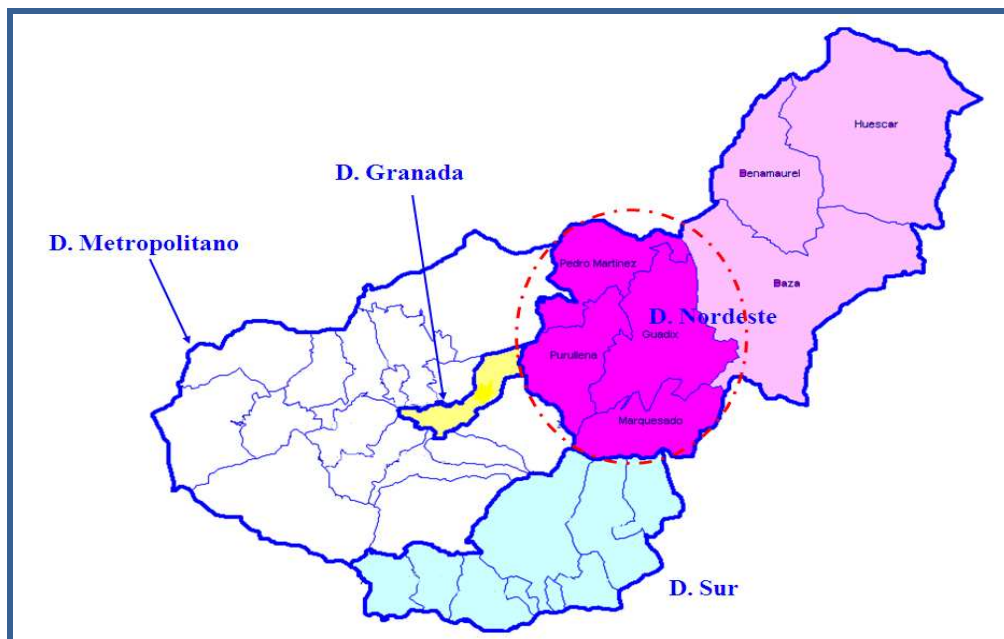 Huescar
Benamaurel
D. Granada
D. Metropolitano
Pedro Martinez
Baza
D. Nordeste
Guadix
Purullena
Marquesado
D. Sur